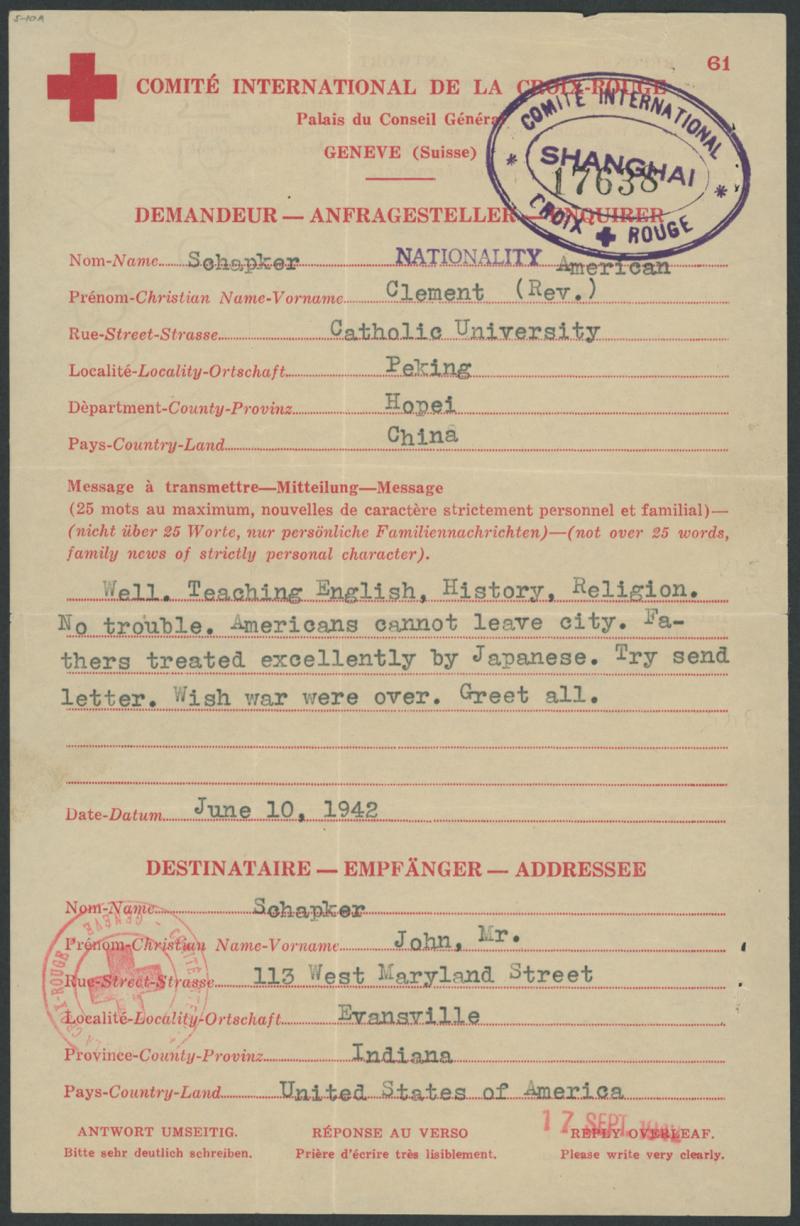 5-10A
61
COMITÉ INTERNATIONAL DE LA CROIX-ROUGE
Palais du Conseil Général
GENEVE (Suisse)
COMITÉ INTERNATIONAL
SHANGHAI
17638
CROIX ROUGE
DEMANDEUR — ANFRAGESTELLER — ENQUIRER
Nom-Name Schapker NATIONALITY American
Prénom-Christian Name-Vorname Clement (Rev.)
Rue-Street-Strasse Catholic University
Localité-Locality-Ortschaft Peking
Dèpartment-County-Provinz Hopei
Pays-Country-Land China
Message à transmettre—Mitteilung—Message
(25 mots au maximum, nouvelles de caractère strictement personnel et familial)—
(nicht über 25 Worte, nur persönliche Familiennachrichten)—(not over 25 words,
family news of strictly personal character).
Well. Teaching English, History, Religion.
No trouble. Americans cannot leave city. Fa-
thers treated excellently by Japanese. Try send
letter. Wish war were over. Greet all.
Date-Datum June 10, 1942
DESTINATAIRE — EMPFÄNGER — ADDRESSEE
Nom-Name Schapker
Prénom-Christian Name-Vorname John, Mr.
Rue-Street-Strasse 113 West Maryland Street
Localité-Locality-Ortschaft Evansville
Province-County-Provinz Indiana
Pays-Country-Land United States of America
17 SEPT. 1942
ANTWORT UMSEITIG. RÉPONSE AU VERSO REPLY OVERLEAF.
Bitte sehr deutlich schreiben. Prière d'écrire très lisiblement. Please write very clearly.